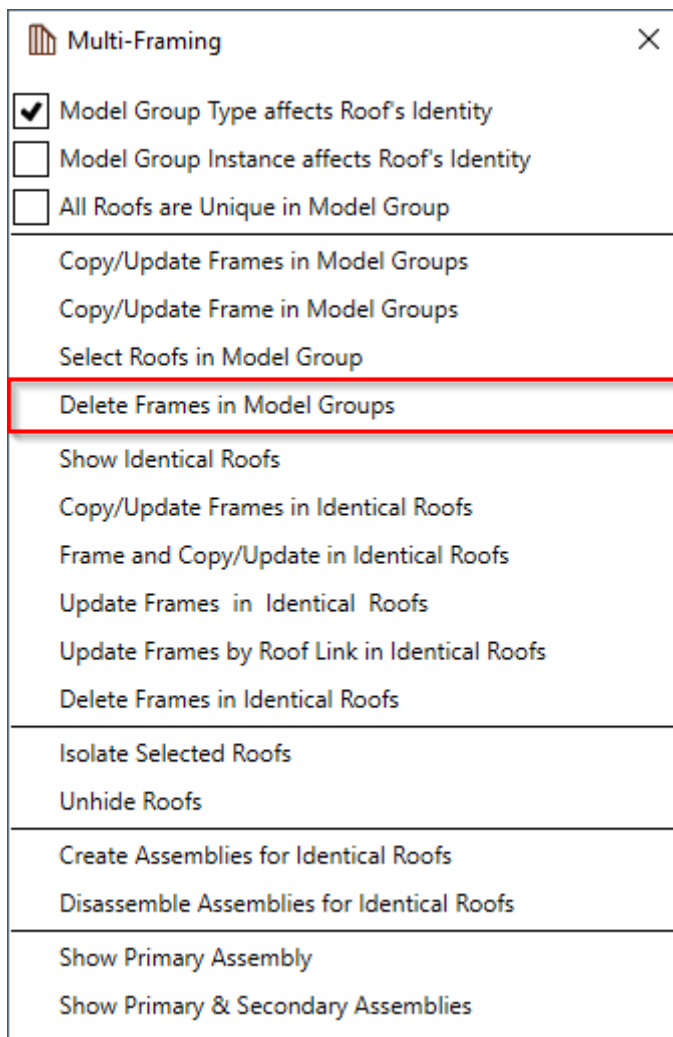 Multi-Framing
Model Group Type affects Roof's Identity
Model Group Instance affects Roof's Identity
All Roofs are Unique in Model Group
Copy/Update Frames in Model Groups
Copy/Update Frame in Model Groups
Select Roofs in Model Group
Delete Frames in Model Groups
Show Identical Roofs
Copy/Update Frames in Identical Roofs
Frame and Copy/Update in Identical Roofs
Update Frames  in  Identical  Roofs
Update Frames by Roof Link in Identical Roofs
Delete Frames in Identical Roofs
Isolate Selected Roofs
Unhide Roofs
Create Assemblies for Identical Roofs
Disassemble Assemblies for Identical Roofs
Show Primary Assembly
Show Primary & Secondary Assemblies